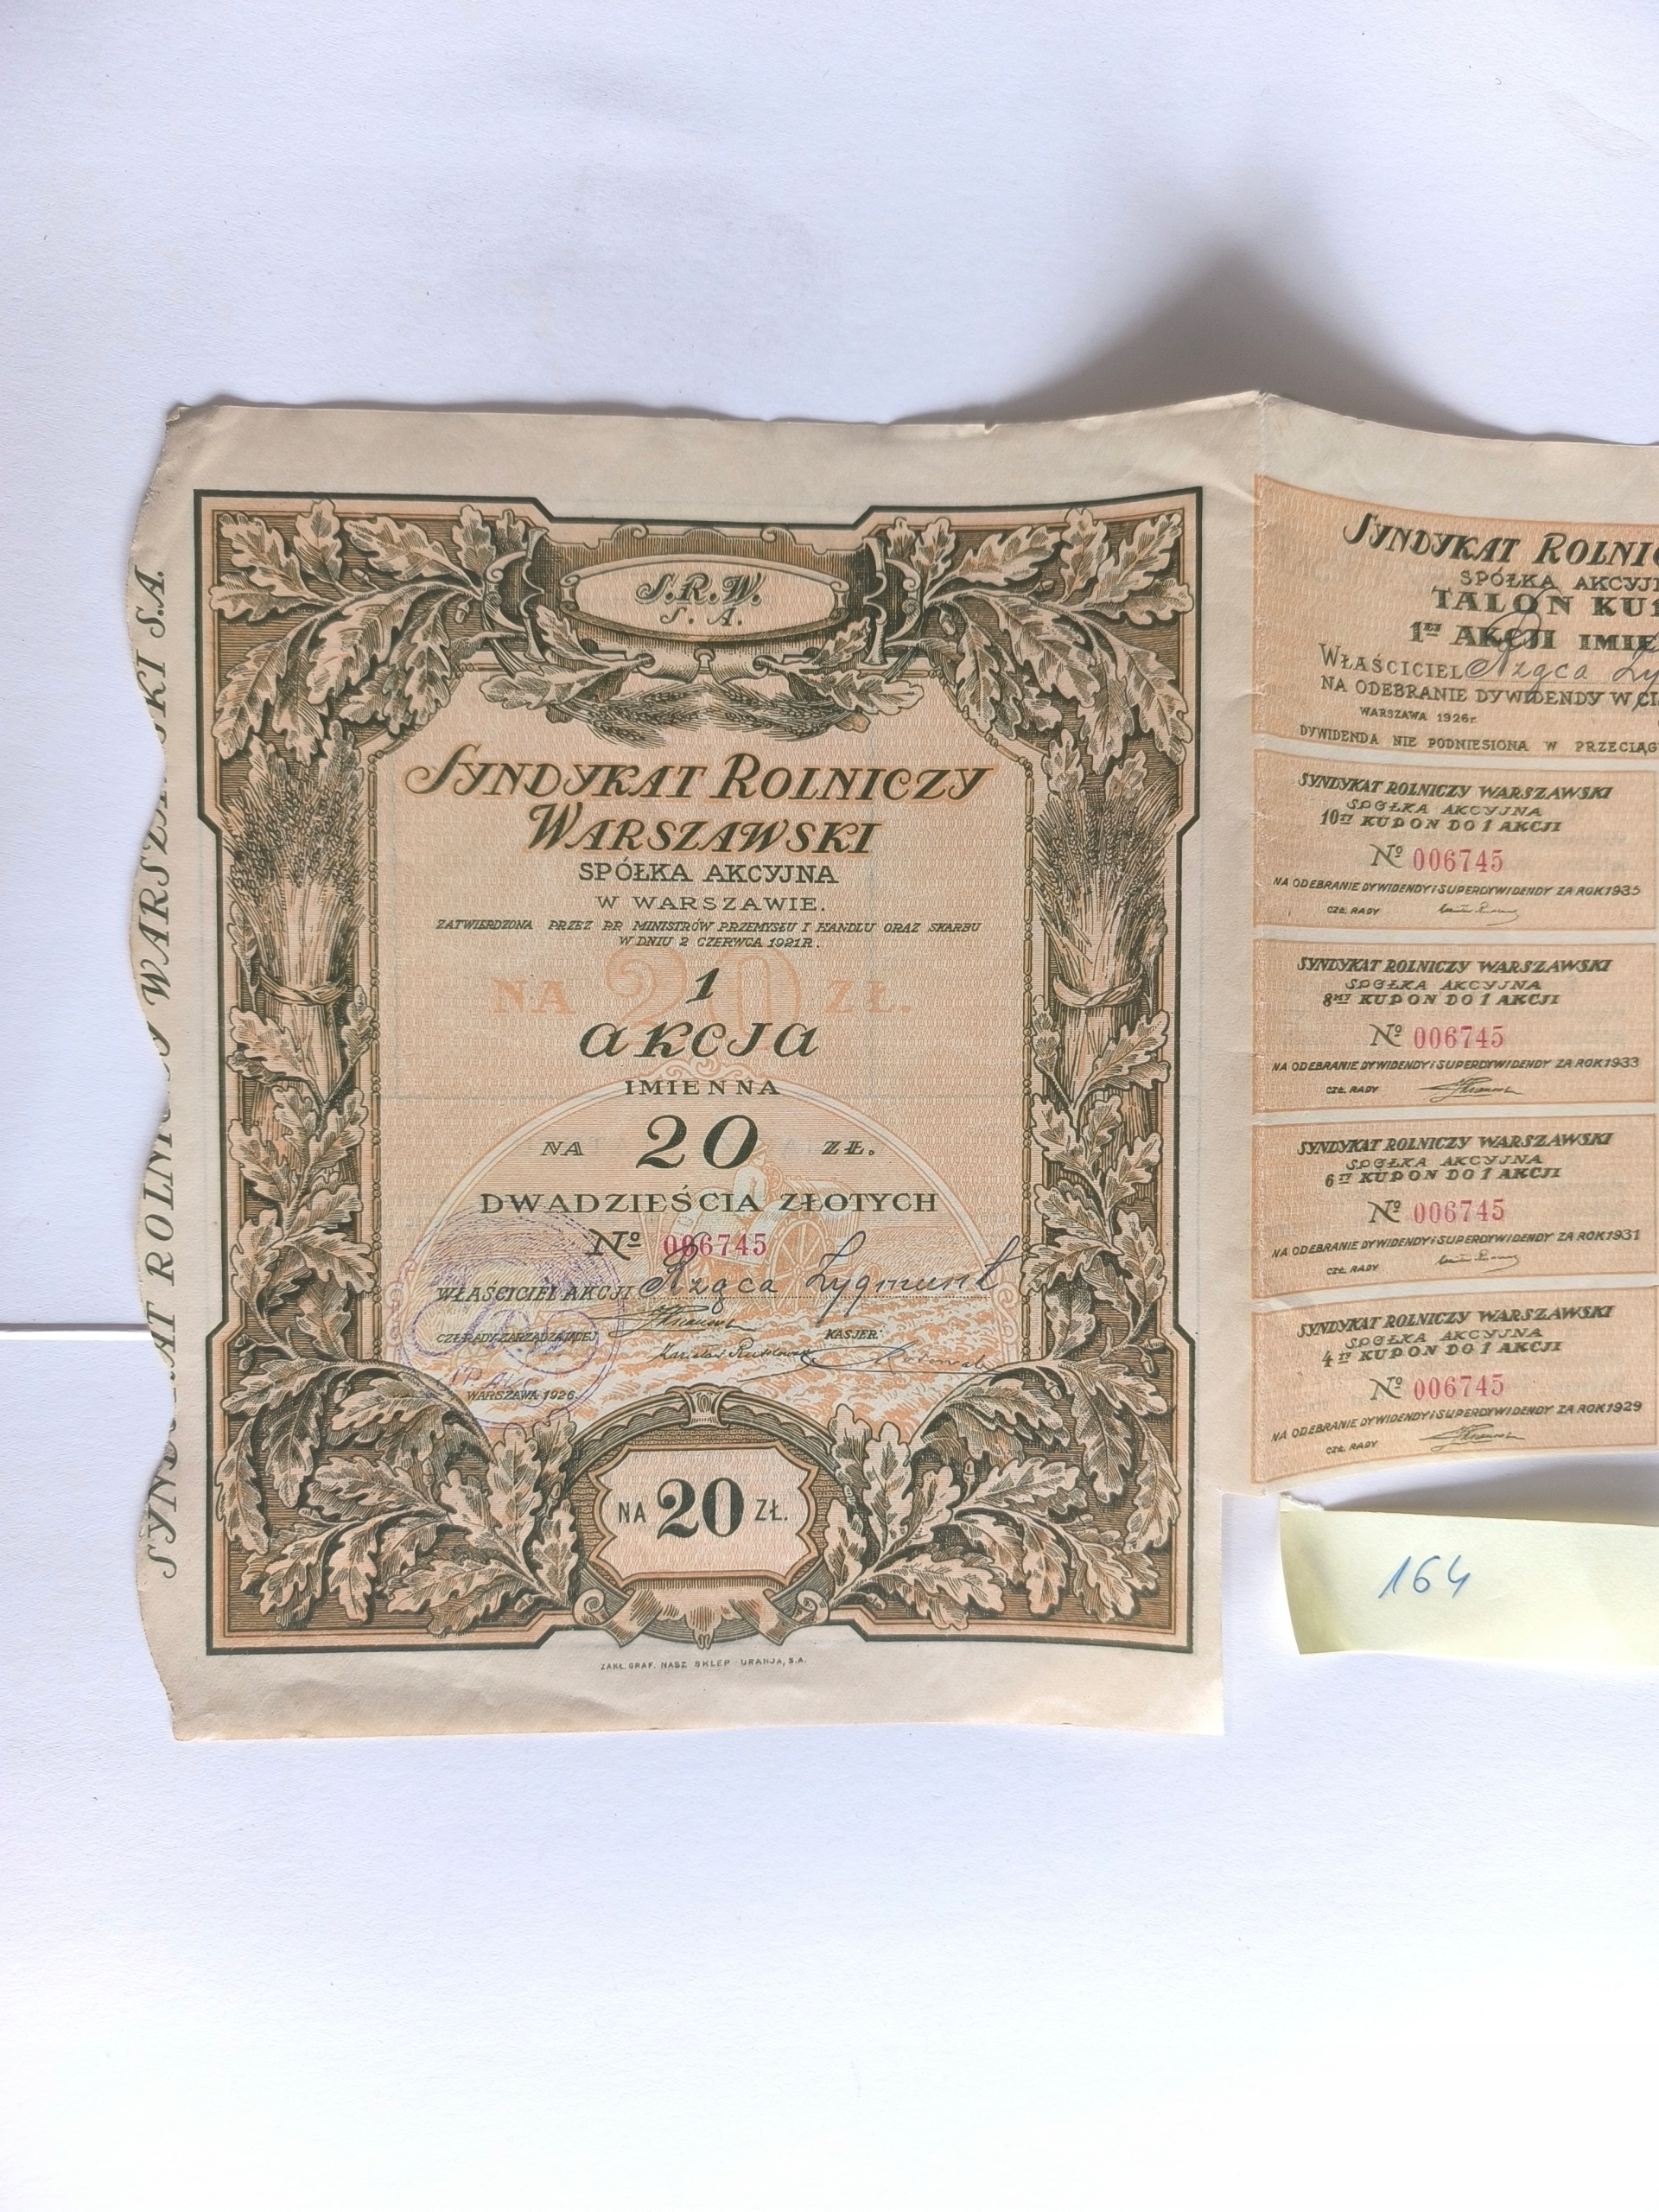 SYNDYKAT ROLNICZY WARSZAWSKI S.A.
S.R.W.
S. A.
SYNDYKAT ROLNICZY
WARSZAWSKI
SPÓŁKA AKCYJNA
W WARSZAWIE.
ZATWIERDZONA PRZEZ PP. MINISTRÓW PRZEMYSŁU I HANDLU ORAZ SKARBU
W DNIU 2 CZERWCA 1921 R.
NA 20 ZŁ.
1
AKCJA
IMIENNA
NA 20 ZŁ.
DWADZIEŚCIA ZŁOTYCH
Nº 006745
WŁAŚCICIEL AKCJI Rząca Zygmunt
CZŁ. RADY ZARZĄDZAJĄCEJ KASJER:
WARSZAWA 1926.
NA 20 ZŁ.
ZAKŁ. GRAF. NASZ SKLEP - URANJA, S.A.
SYNDYKAT ROLNIC
SPÓŁKA AKCYJ
TALON KU
1EJ AKCJI IMIE
WŁAŚCICIEL Rząca Zy
NA ODEBRANIE DYWIDENDY W CI
WARSZAWA 1926 r.
DYWIDENDA NIE PODNIESIONA W PRZECIĄG
SYNDYKAT ROLNICZY WARSZAWSKI
SPÓŁKA AKCYJNA
10TY KUPON DO 1 AKCJI
Nº 006745
NA ODEBRANIE DYWIDENDY i SUPERDYWIDENDY ZA ROK 1935
CZŁ. RADY
SYNDYKAT ROLNICZY WARSZAWSKI
SPÓŁKA AKCYJNA
8MY KUPON DO 1 AKCJI
Nº 006745
NA ODEBRANIE DYWIDENDY i SUPERDYWIDENDY ZA ROK 1933
CZŁ. RADY
SYNDYKAT ROLNICZY WARSZAWSKI
SPÓŁKA AKCYJNA
6TY KUPON DO 1 AKCJI
Nº 006745
NA ODEBRANIE DYWIDENDY i SUPERDYWIDENDY ZA ROK 1931
CZŁ. RADY
SYNDYKAT ROLNICZY WARSZAWSKI
SPÓŁKA AKCYJNA
4TY KUPON DO 1 AKCJI
Nº 006745
NA ODEBRANIE DYWIDENDY i SUPERDYWIDENDY ZA ROK 1929
CZŁ. RADY
164